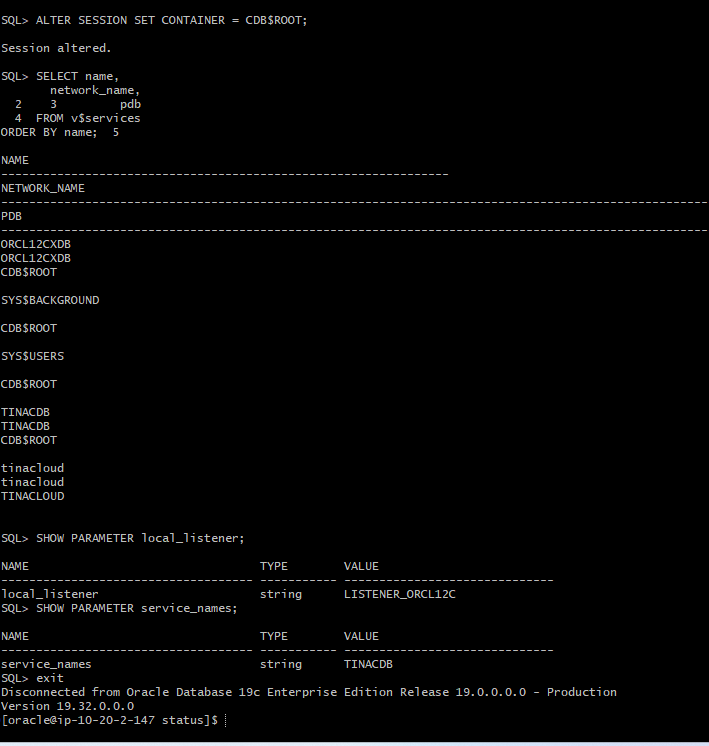 SQL> ALTER SESSION SET CONTAINER = CDB$ROOT;
Session altered.
SQL> SELECT name,
       network_name,
  2    3         pdb
  4  FROM v$services
ORDER BY name;  5
NAME
----------------------------------------------------------------
NETWORK_NAME
-----------------------------------------------------------------------------------------------------
PDB
-----------------------------------------------------------------------------------------------------
ORCL12CXDB
ORCL12CXDB
CDB$ROOT
SYS$BACKGROUND
CDB$ROOT
SYS$USERS
CDB$ROOT
TINACDB
TINACDB
CDB$ROOT
tinacloud
tinacloud
TINACLOUD
SQL> SHOW PARAMETER local_listener;
NAME                                 TYPE        VALUE
------------------------------------ ----------- ------------------------------
local_listener                       string      LISTENER_ORCL12C
SQL> SHOW PARAMETER service_names;
NAME                                 TYPE        VALUE
------------------------------------ ----------- ------------------------------
service_names                        string      TINACDB
SQL> exit
Disconnected from Oracle Database 19c Enterprise Edition Release 19.0.0.0.0 - Production
Version 19.32.0.0.0
[oracle@ip-10-20-2-147 status]$